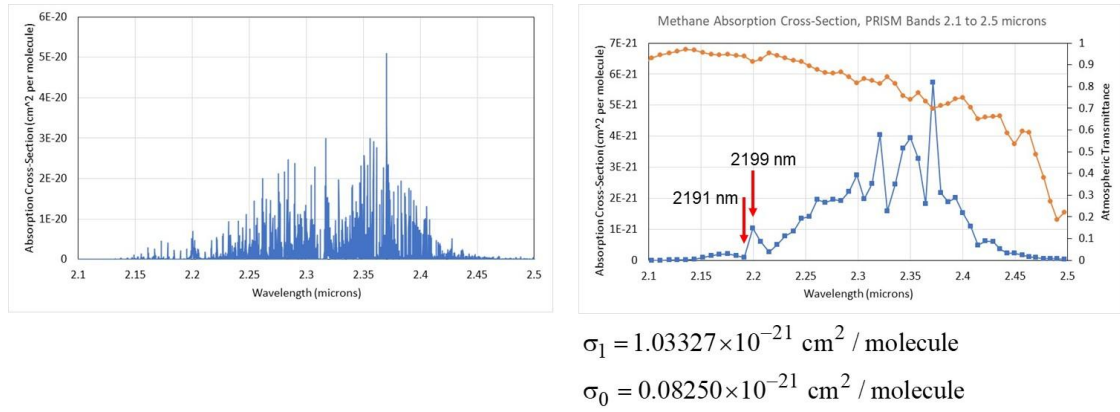 6E-20
5E-20
4E-20
3E-20
2E-20
1E-20
0
2.1 2.15 2.2 2.25 2.3 2.35 2.4 2.45 2.5
Absorption Cross-Section (cm^2 per molecule)
Wavelength (microns)
Methane Absorption Cross-Section, PRISM Bands 2.1 to 2.5 microns
7E-21
6E-21
5E-21
4E-21
3E-21
2E-21
1E-21
0
1
0.9
0.8
0.7
0.6
0.5
0.4
0.3
0.2
0.1
0
2199 nm
2191 nm
2.1 2.15 2.2 2.25 2.3 2.35 2.4 2.45 2.5
Absorption Cross-Section (cm^2 per molecule)
Atmospheric Transmittance
Wavelength (microns)
σ₁ = 1.03327×10⁻²¹ cm² / molecule
σ₀ = 0.08250×10⁻²¹ cm² / molecule